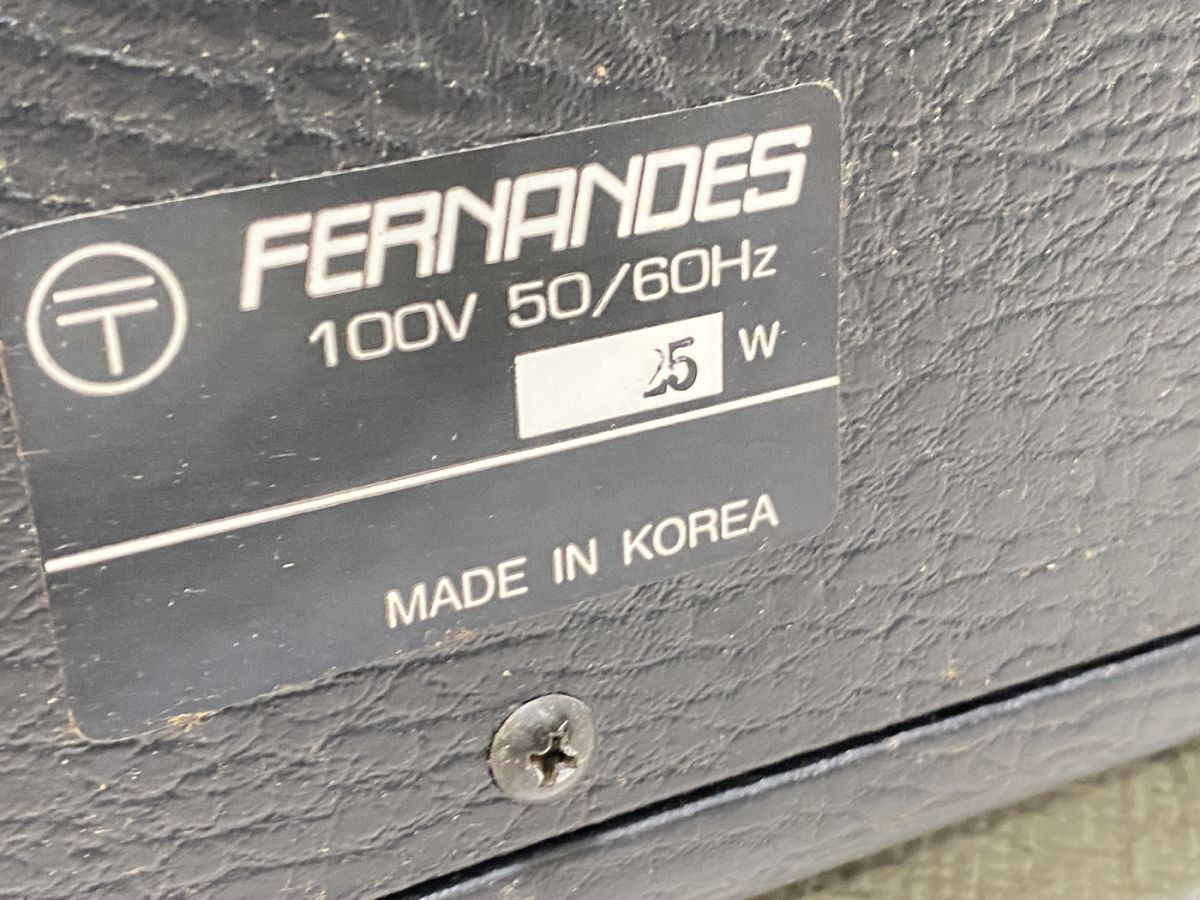 FERNANDES
100V 50/60Hz
25 W
MADE IN KOREA